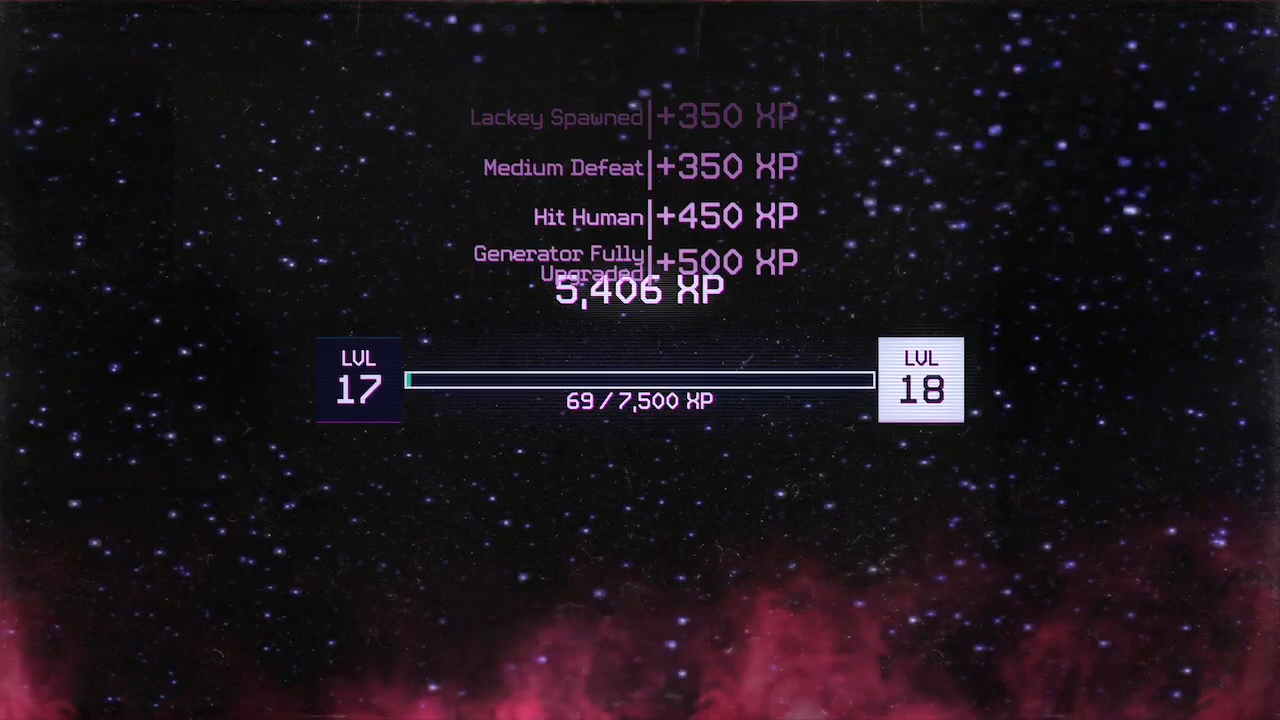 Lackey Spawned +350 XP
Medium Defeat +350 XP
Hit Human +450 XP
Generator Fully
Upgraded +500 XP
5,406 XP
LVL
17
LVL
18
69 / 7,500 XP